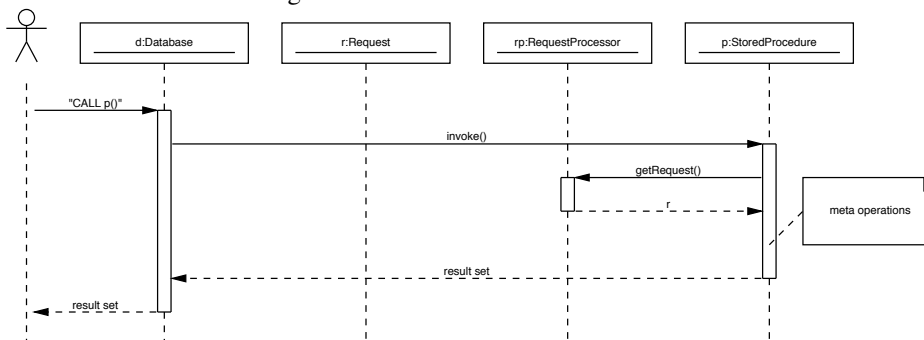 d:Database
r:Request
rp:RequestProcessor
p:StoredProcedure
"CALL p()"
invoke()
getRequest()
r
meta operations
result set
result set